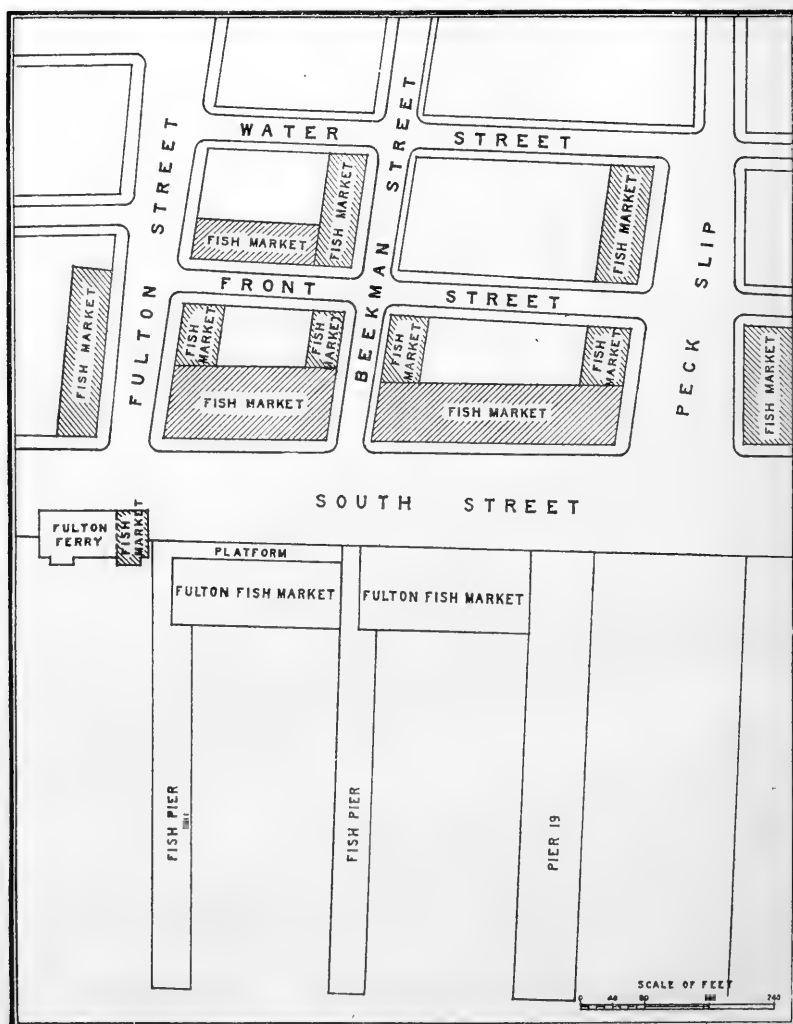 WATER STREET
FULTON STREET
BEEKMAN STREET
PECK SLIP
FISH MARKET
FISH MARKET
FISH MARKET
FISH MARKET
FRONT STREET
FISH MARKET
FISH MARKET
FISH MARKET
FISH MARKET
FISH MARKET
FISH MARKET
FISH MARKET
SOUTH STREET
FULTON
FERRY
FISH
MARKET
PLATFORM
FULTON FISH MARKET
FULTON FISH MARKET
FISH PIER
FISH PIER
PIER 19
SCALE OF FEET
0 40 80 240